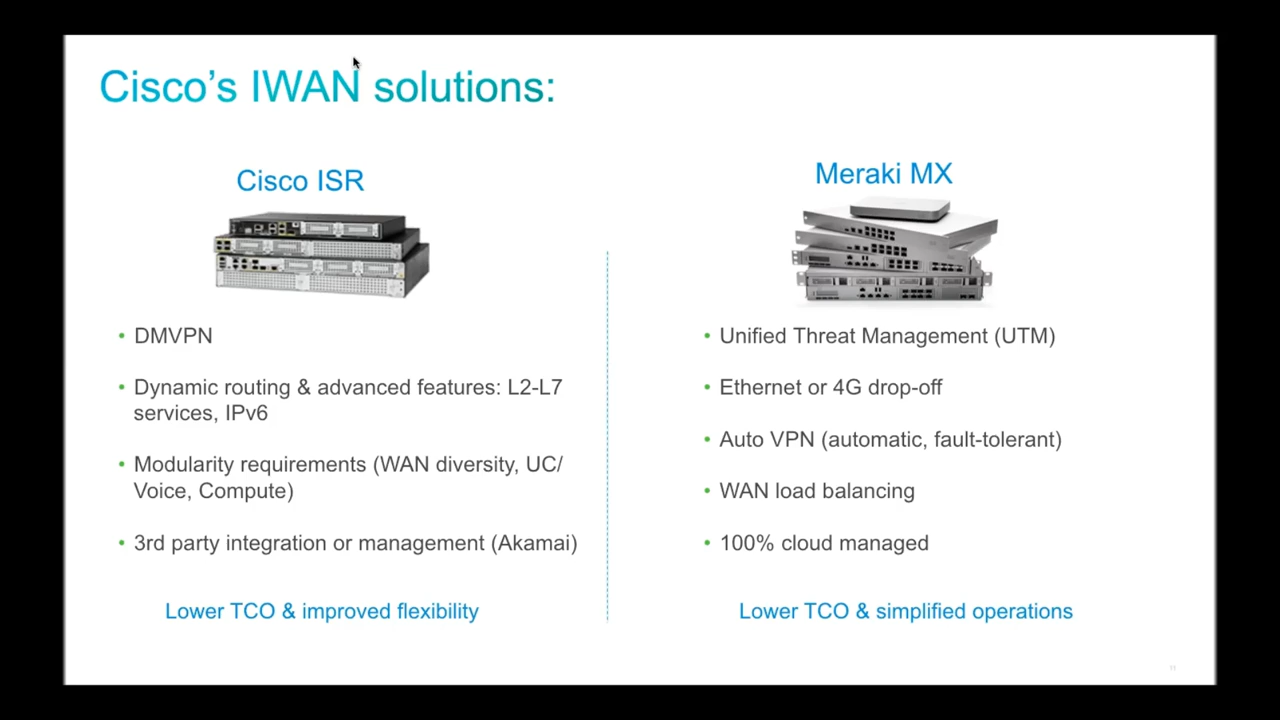 Cisco's IWAN solutions:
Cisco ISR
• DMVPN
• Dynamic routing & advanced features: L2-L7
services, IPv6
• Modularity requirements (WAN diversity, UC/
Voice, Compute)
• 3rd party integration or management (Akamai)
Lower TCO & improved flexibility
Meraki MX
• Unified Threat Management (UTM)
• Ethernet or 4G drop-off
• Auto VPN (automatic, fault-tolerant)
• WAN load balancing
• 100% cloud managed
Lower TCO & simplified operations